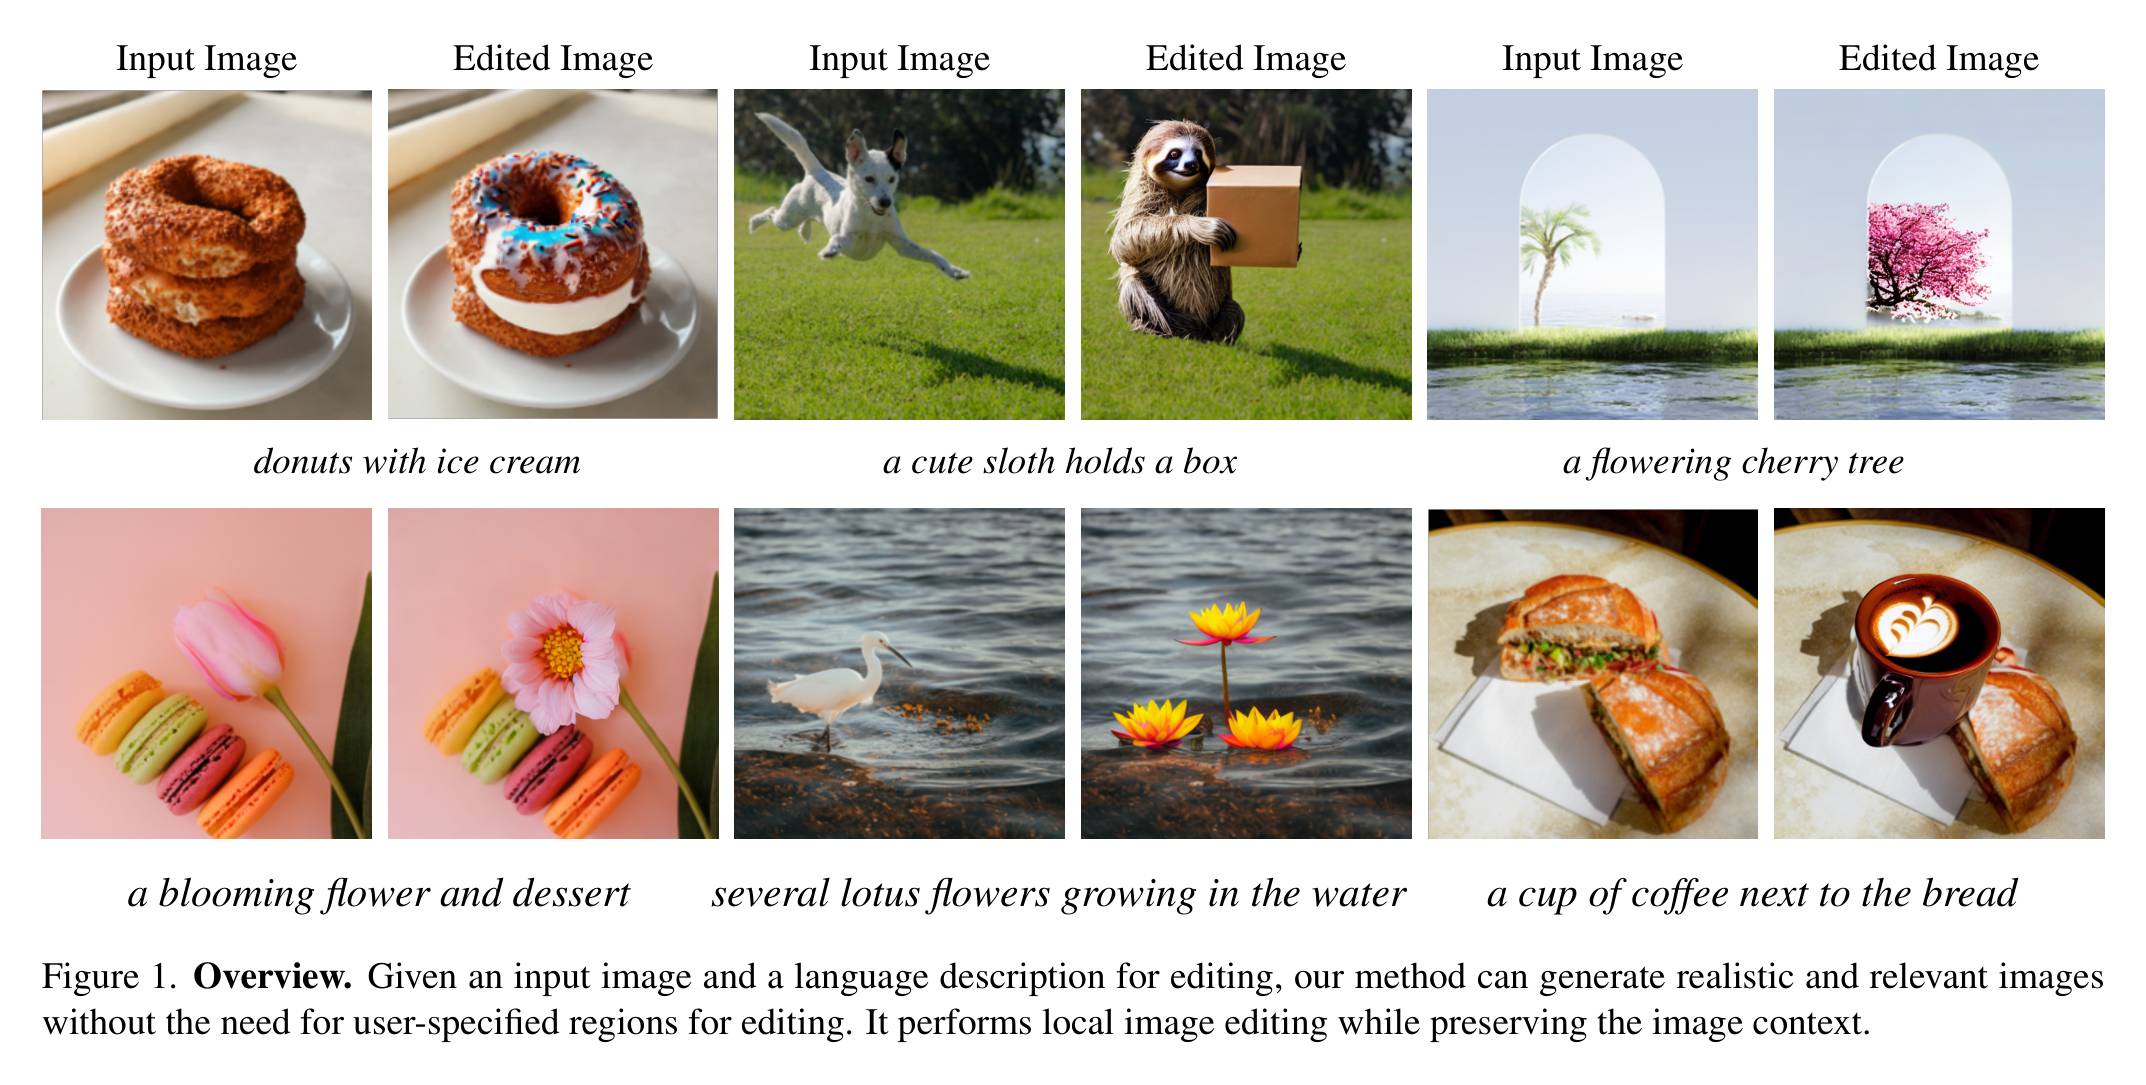 Input Image Edited Image Input Image Edited Image Input Image Edited Image
donuts with ice cream a cute sloth holds a box a flowering cherry tree
a blooming flower and dessert several lotus flowers growing in the water a cup of coffee next to the bread
Figure 1. Overview. Given an input image and a language description for editing, our method can generate realistic and relevant images
without the need for user-specified regions for editing. It performs local image editing while preserving the image context.